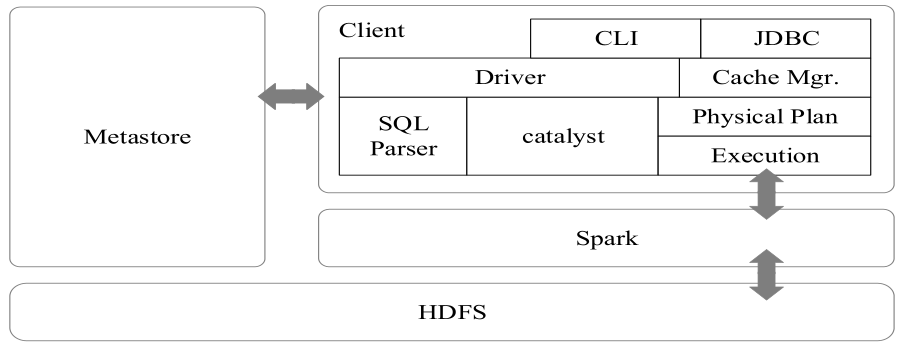 Client
CLI
JDBC
Driver
Cache Mgr.
Metastore
SQL
Parser
catalyst
Physical Plan
Execution
Spark
HDFS